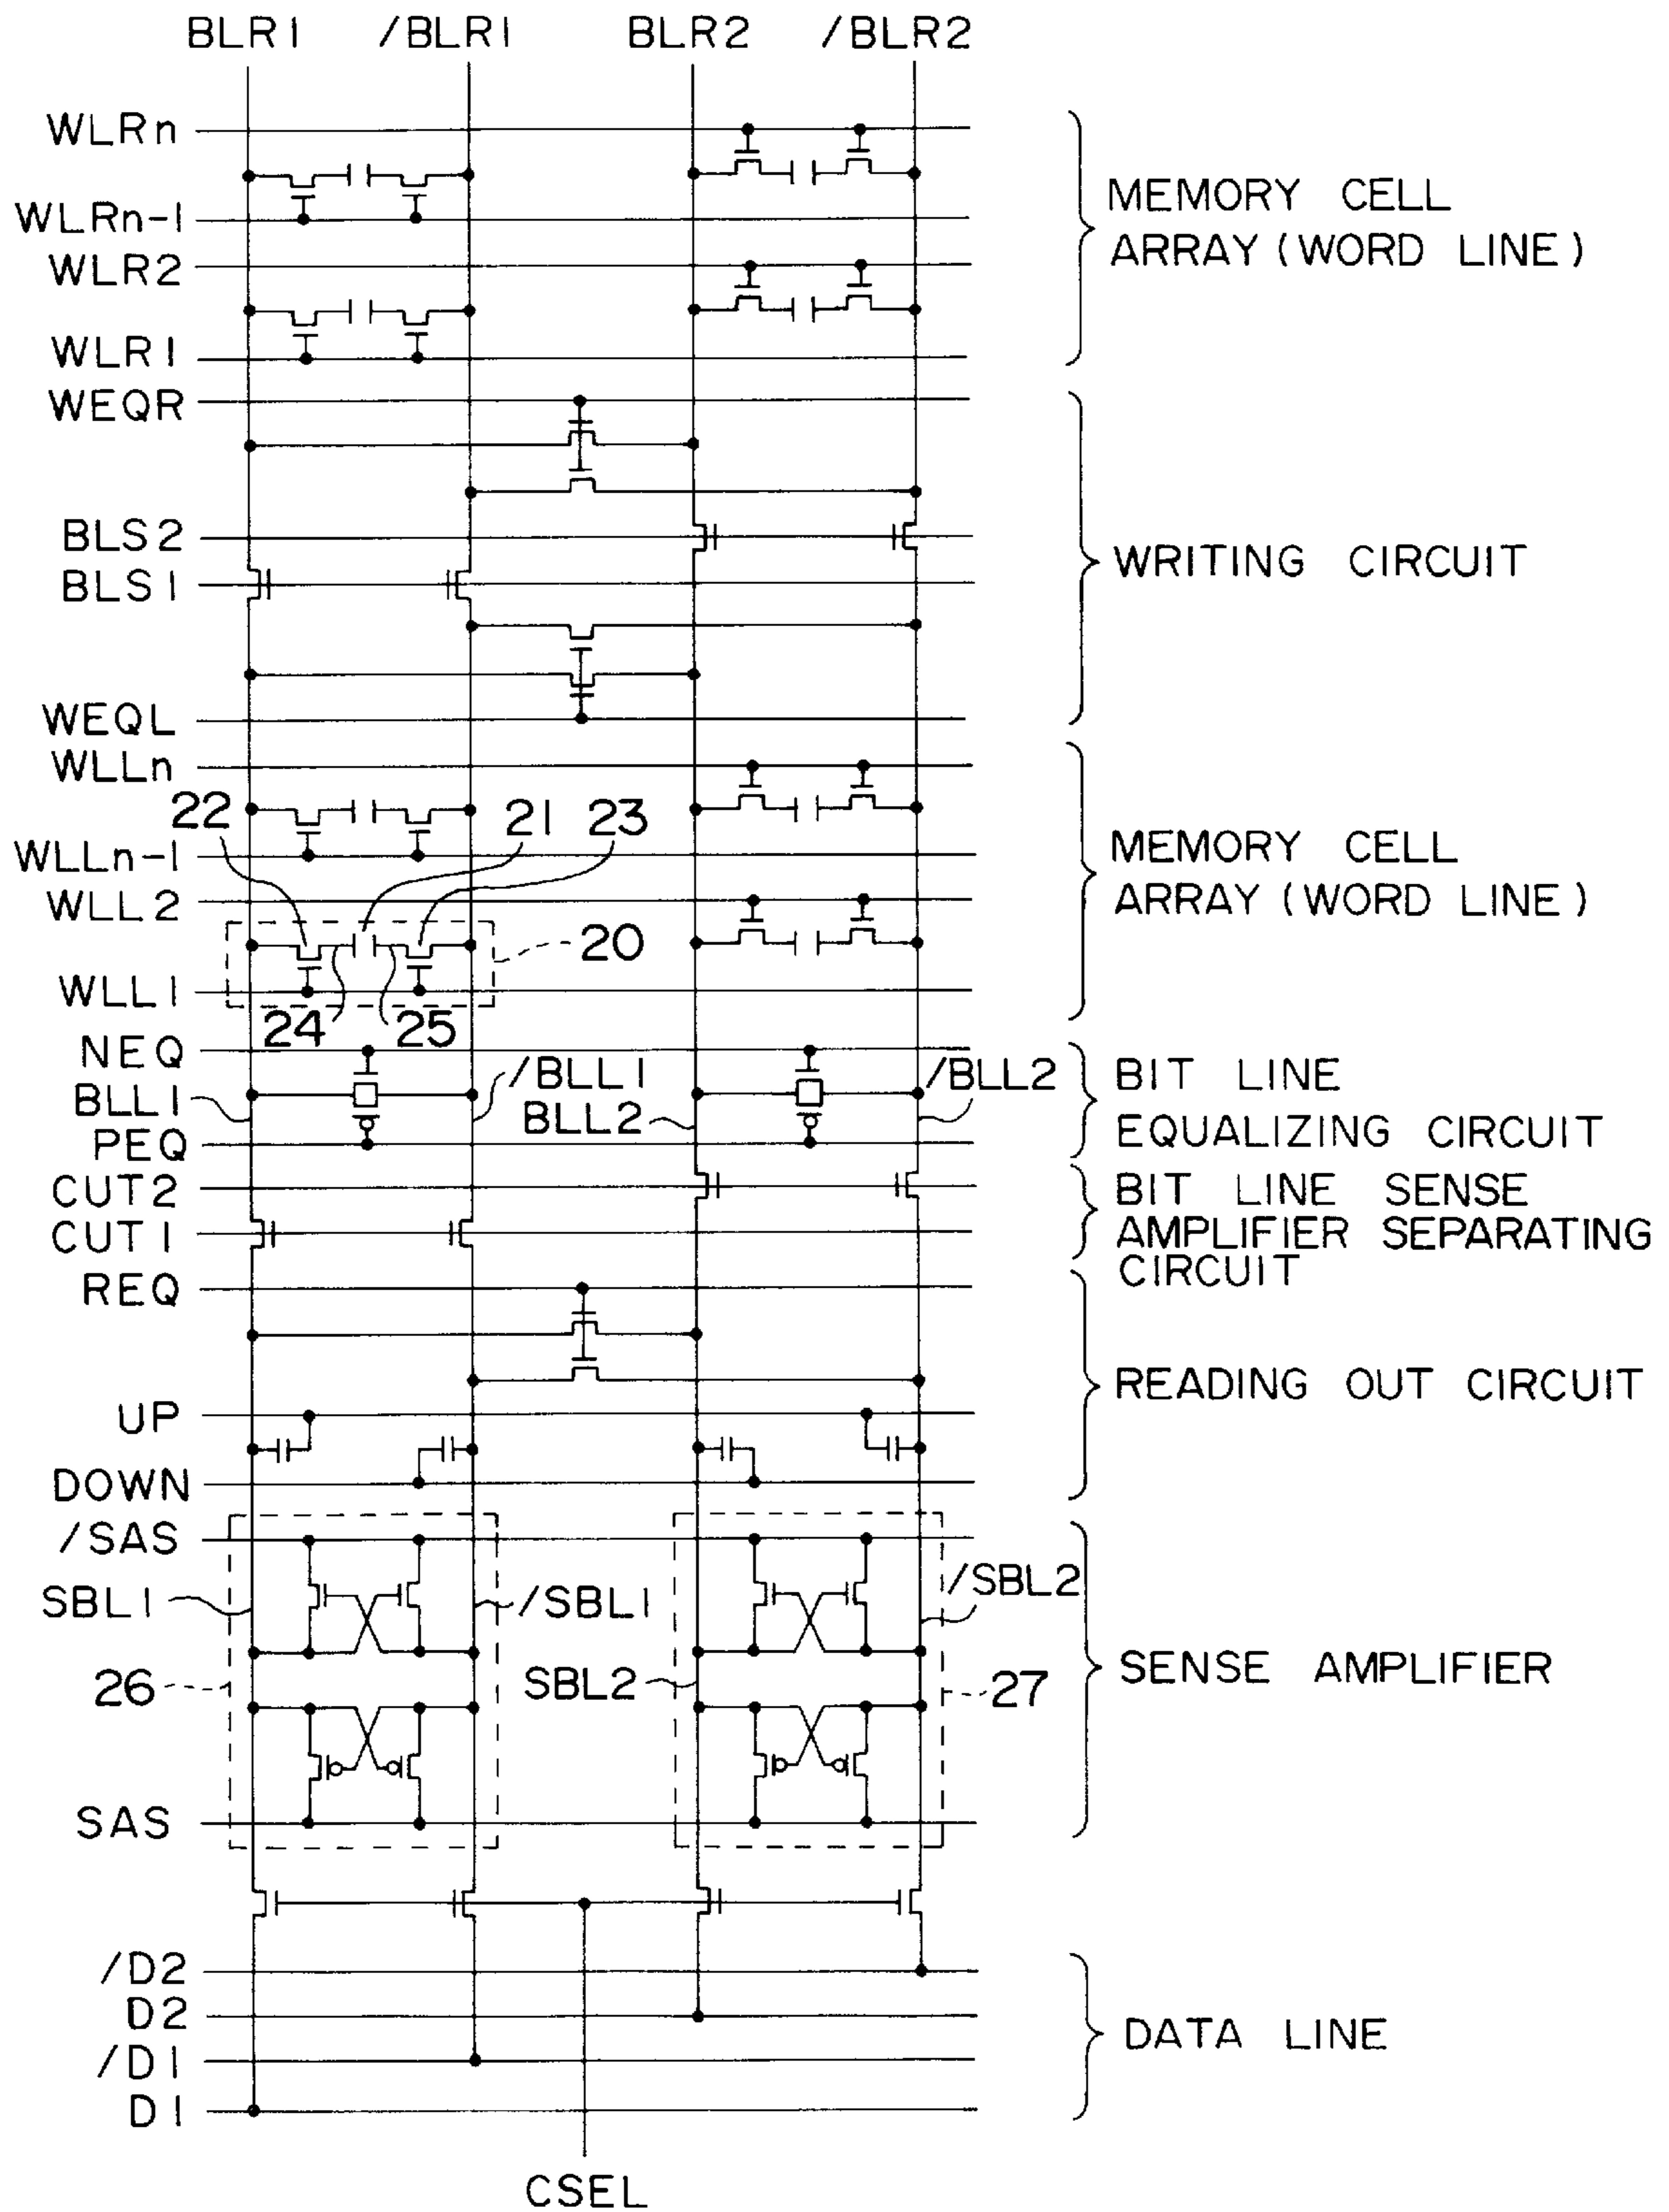 BLR1 /BLR1 BLR2 /BLR2
WLRn
WLRn-1
WLR2
WLR1
MEMORY CELL
ARRAY (WORD LINE)
WEQR
BLS2
BLS1
WEQL
WRITING CIRCUIT
WLLn
22 21 23
WLLn-1
WLL2
20
WLL1
24 25
MEMORY CELL
ARRAY (WORD LINE)
NEQ
BLL1 /BLL1 BLL2 /BLL2
PEQ
BIT LINE
EQUALIZING CIRCUIT
CUT2
CUT1
BIT LINE SENSE
AMPLIFIER SEPARATING
CIRCUIT
REQ
UP
DOWN
READING OUT CIRCUIT
/SAS
SBL1 /SBL1 /SBL2
26 SBL2 27
SAS
SENSE AMPLIFIER
/D2
D2
/D1
D1
DATA LINE
CSEL